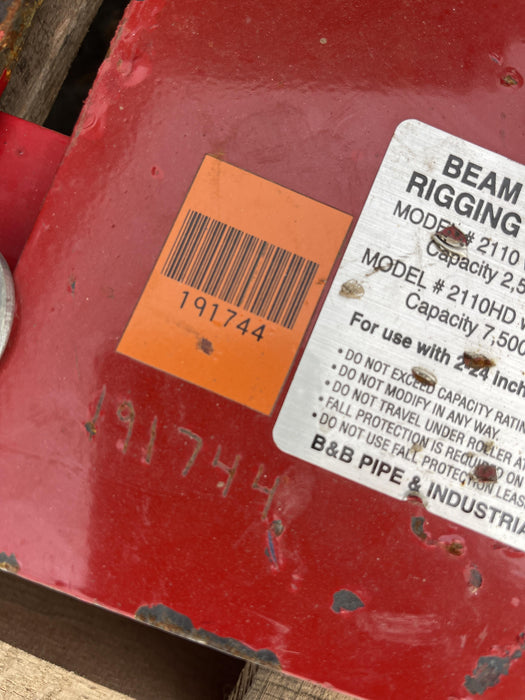 191744
191744
BEAM
RIGGING
MODEL # 2110
Capacity 2,5
MODEL # 2110HD
Capacity 7,500
For use with 2-24 Inch
• DO NOT EXCEED CAPACITY RATIN
• DO NOT MODIFY IN ANY WAY.
• DO NOT TRAVEL UNDER ROLLER A
• FALL PROTECTION IS REQUIRED ON
• DO NOT USE FALL PROTECTION LEAS
B&B PIPE & INDUSTRIA